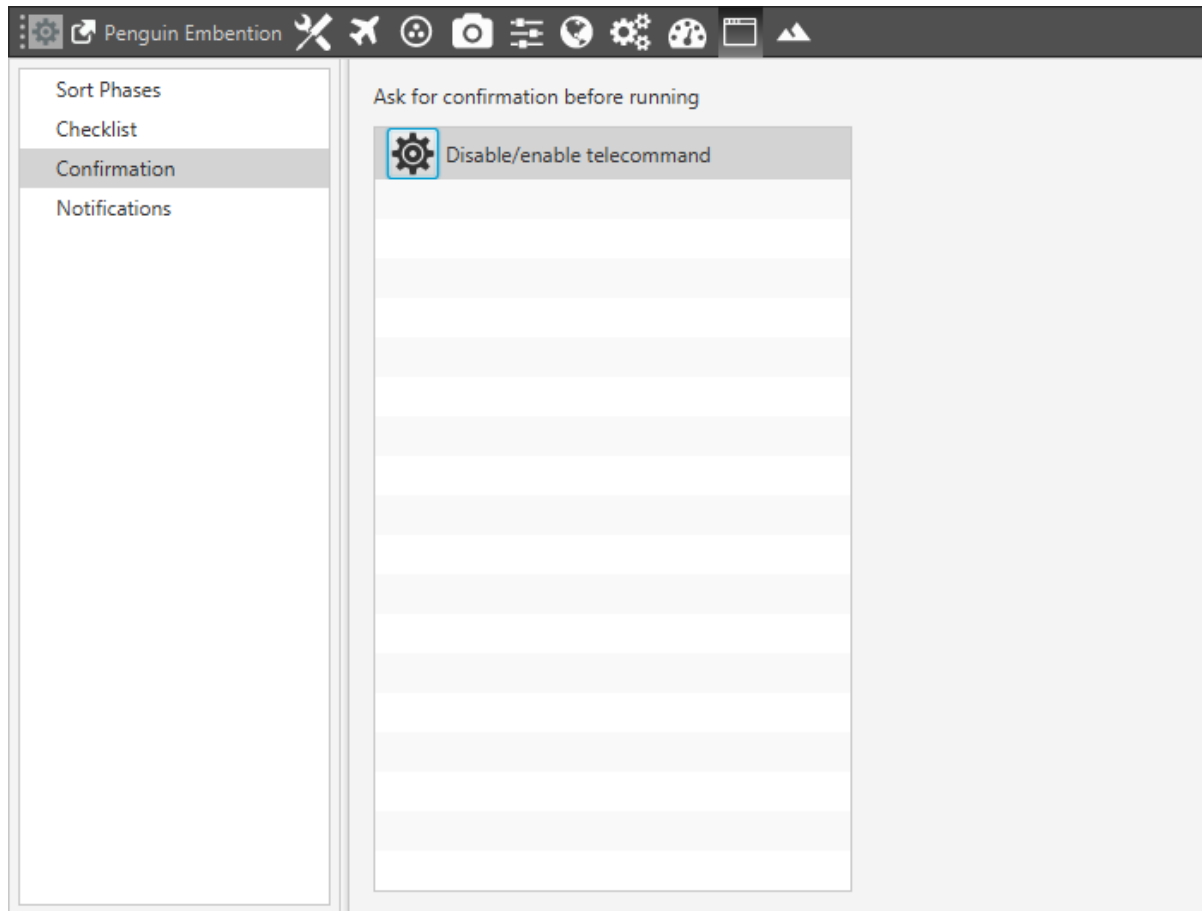 Penguin Embention
Sort Phases
Checklist
Confirmation
Notifications
Ask for confirmation before running
Disable/enable telecommand